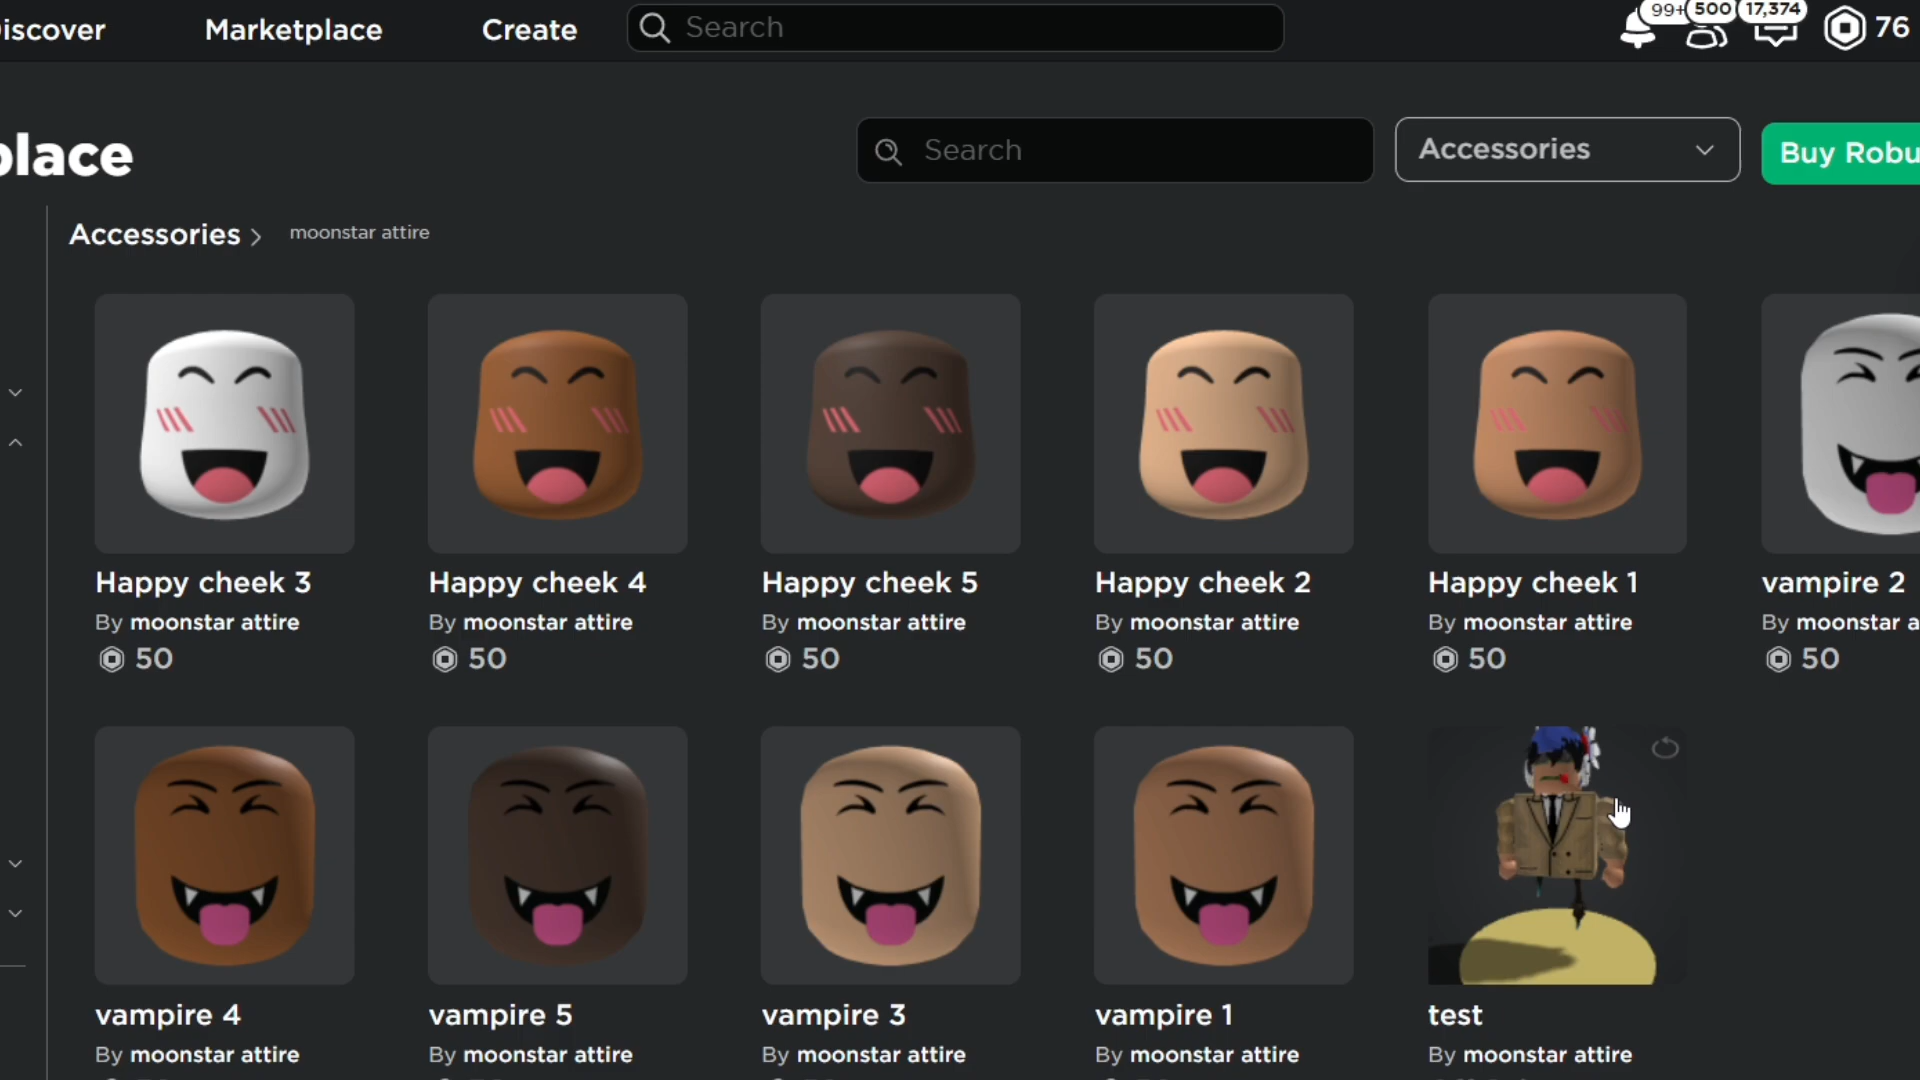 iscover Marketplace Create Search 99+ 500 17,374 76
place Search Accessories Buy Robu
Accessories > moonstar attire
Happy cheek 3 Happy cheek 4 Happy cheek 5 Happy cheek 2 Happy cheek 1 vampire 2
By moonstar attire By moonstar attire By moonstar attire By moonstar attire By moonstar attire By moonstar a
50 50 50 50 50 50
vampire 4 vampire 5 vampire 3 vampire 1 test
By moonstar attire By moonstar attire By moonstar attire By moonstar attire By moonstar attire